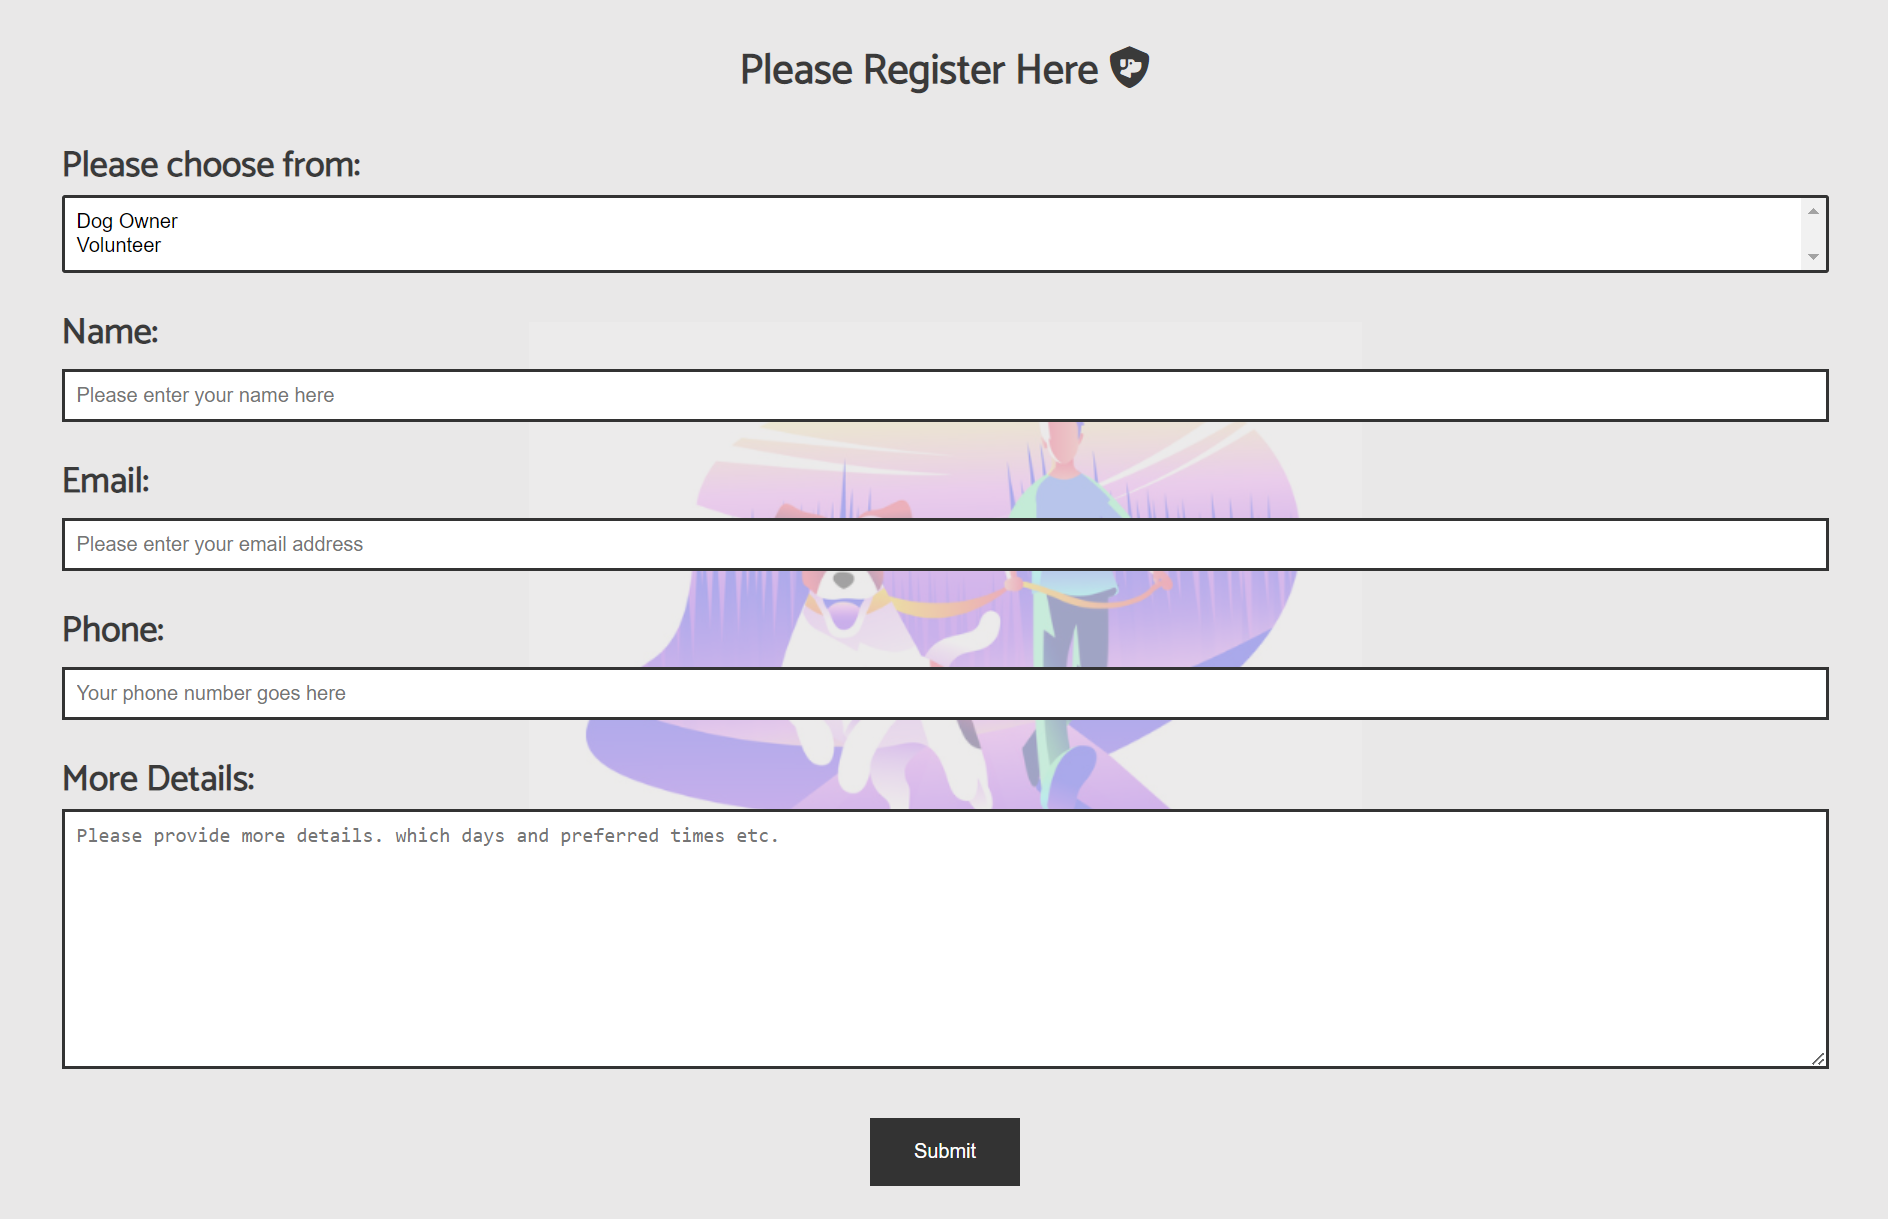 Please Register Here
Please choose from:
Dog Owner
Volunteer
Name:
Please enter your name here
Email:
Please enter your email address
Phone:
Your phone number goes here
More Details:
Please provide more details. which days and preferred times etc.
Submit